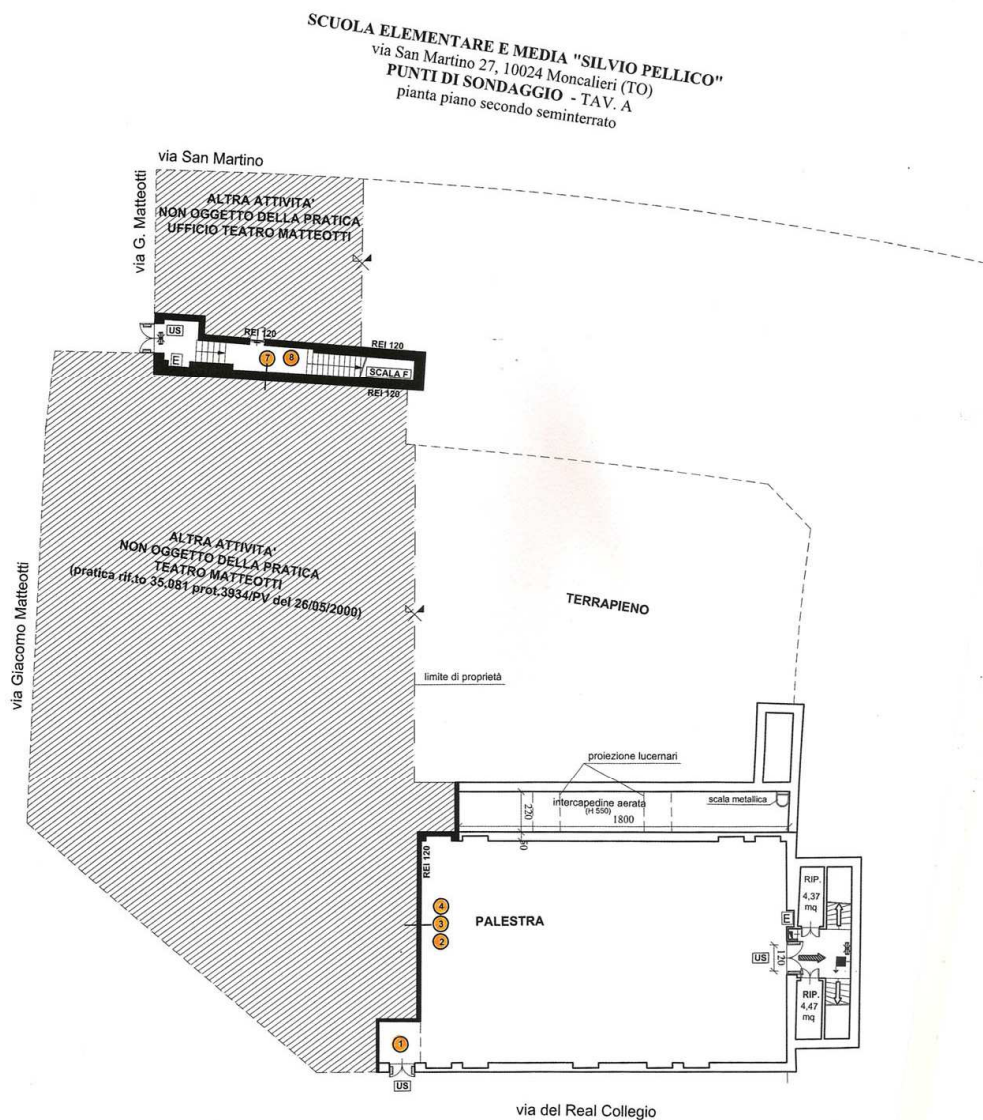 SCUOLA ELEMENTARE E MEDIA "SILVIO PELLICO"
via San Martino 27, 10024 Moncalieri (TO)
PUNTI DI SONDAGGIO - TAV. A
pianta piano secondo seminterrato
via San Martino
via G. Matteotti
ALTRA ATTIVITA'
NON OGGETTO DELLA PRATICA
UFFICIO TEATRO MATTEOTTI
US
REI 120
REI 120
E
7
8
SCALA F
REI 120
ALTRA ATTIVITA'
NON OGGETTO DELLA PRATICA
TEATRO MATTEOTTI
(pratica rif.to 35.081 prot.3934/PV del 26/05/2000)
via Giacomo Matteotti
TERRAPIENO
limite di proprietà
proiezione lucernari
intercapedine aerata
(H 550)
scala metallica
220
1800
REI 120
RIP.
4,37
mq
4
3
2
PALESTRA
E
US
120
RIP.
4,47
mq
1
US
via del Real Collegio